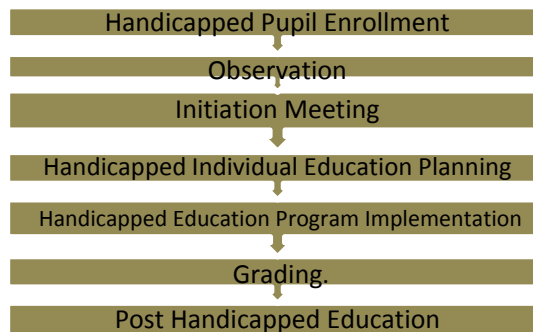 Handicapped Pupil Enrollment
Observation
Initiation Meeting
Handicapped Individual Education Planning
Handicapped Education Program Implementation
Grading.
Post Handicapped Education